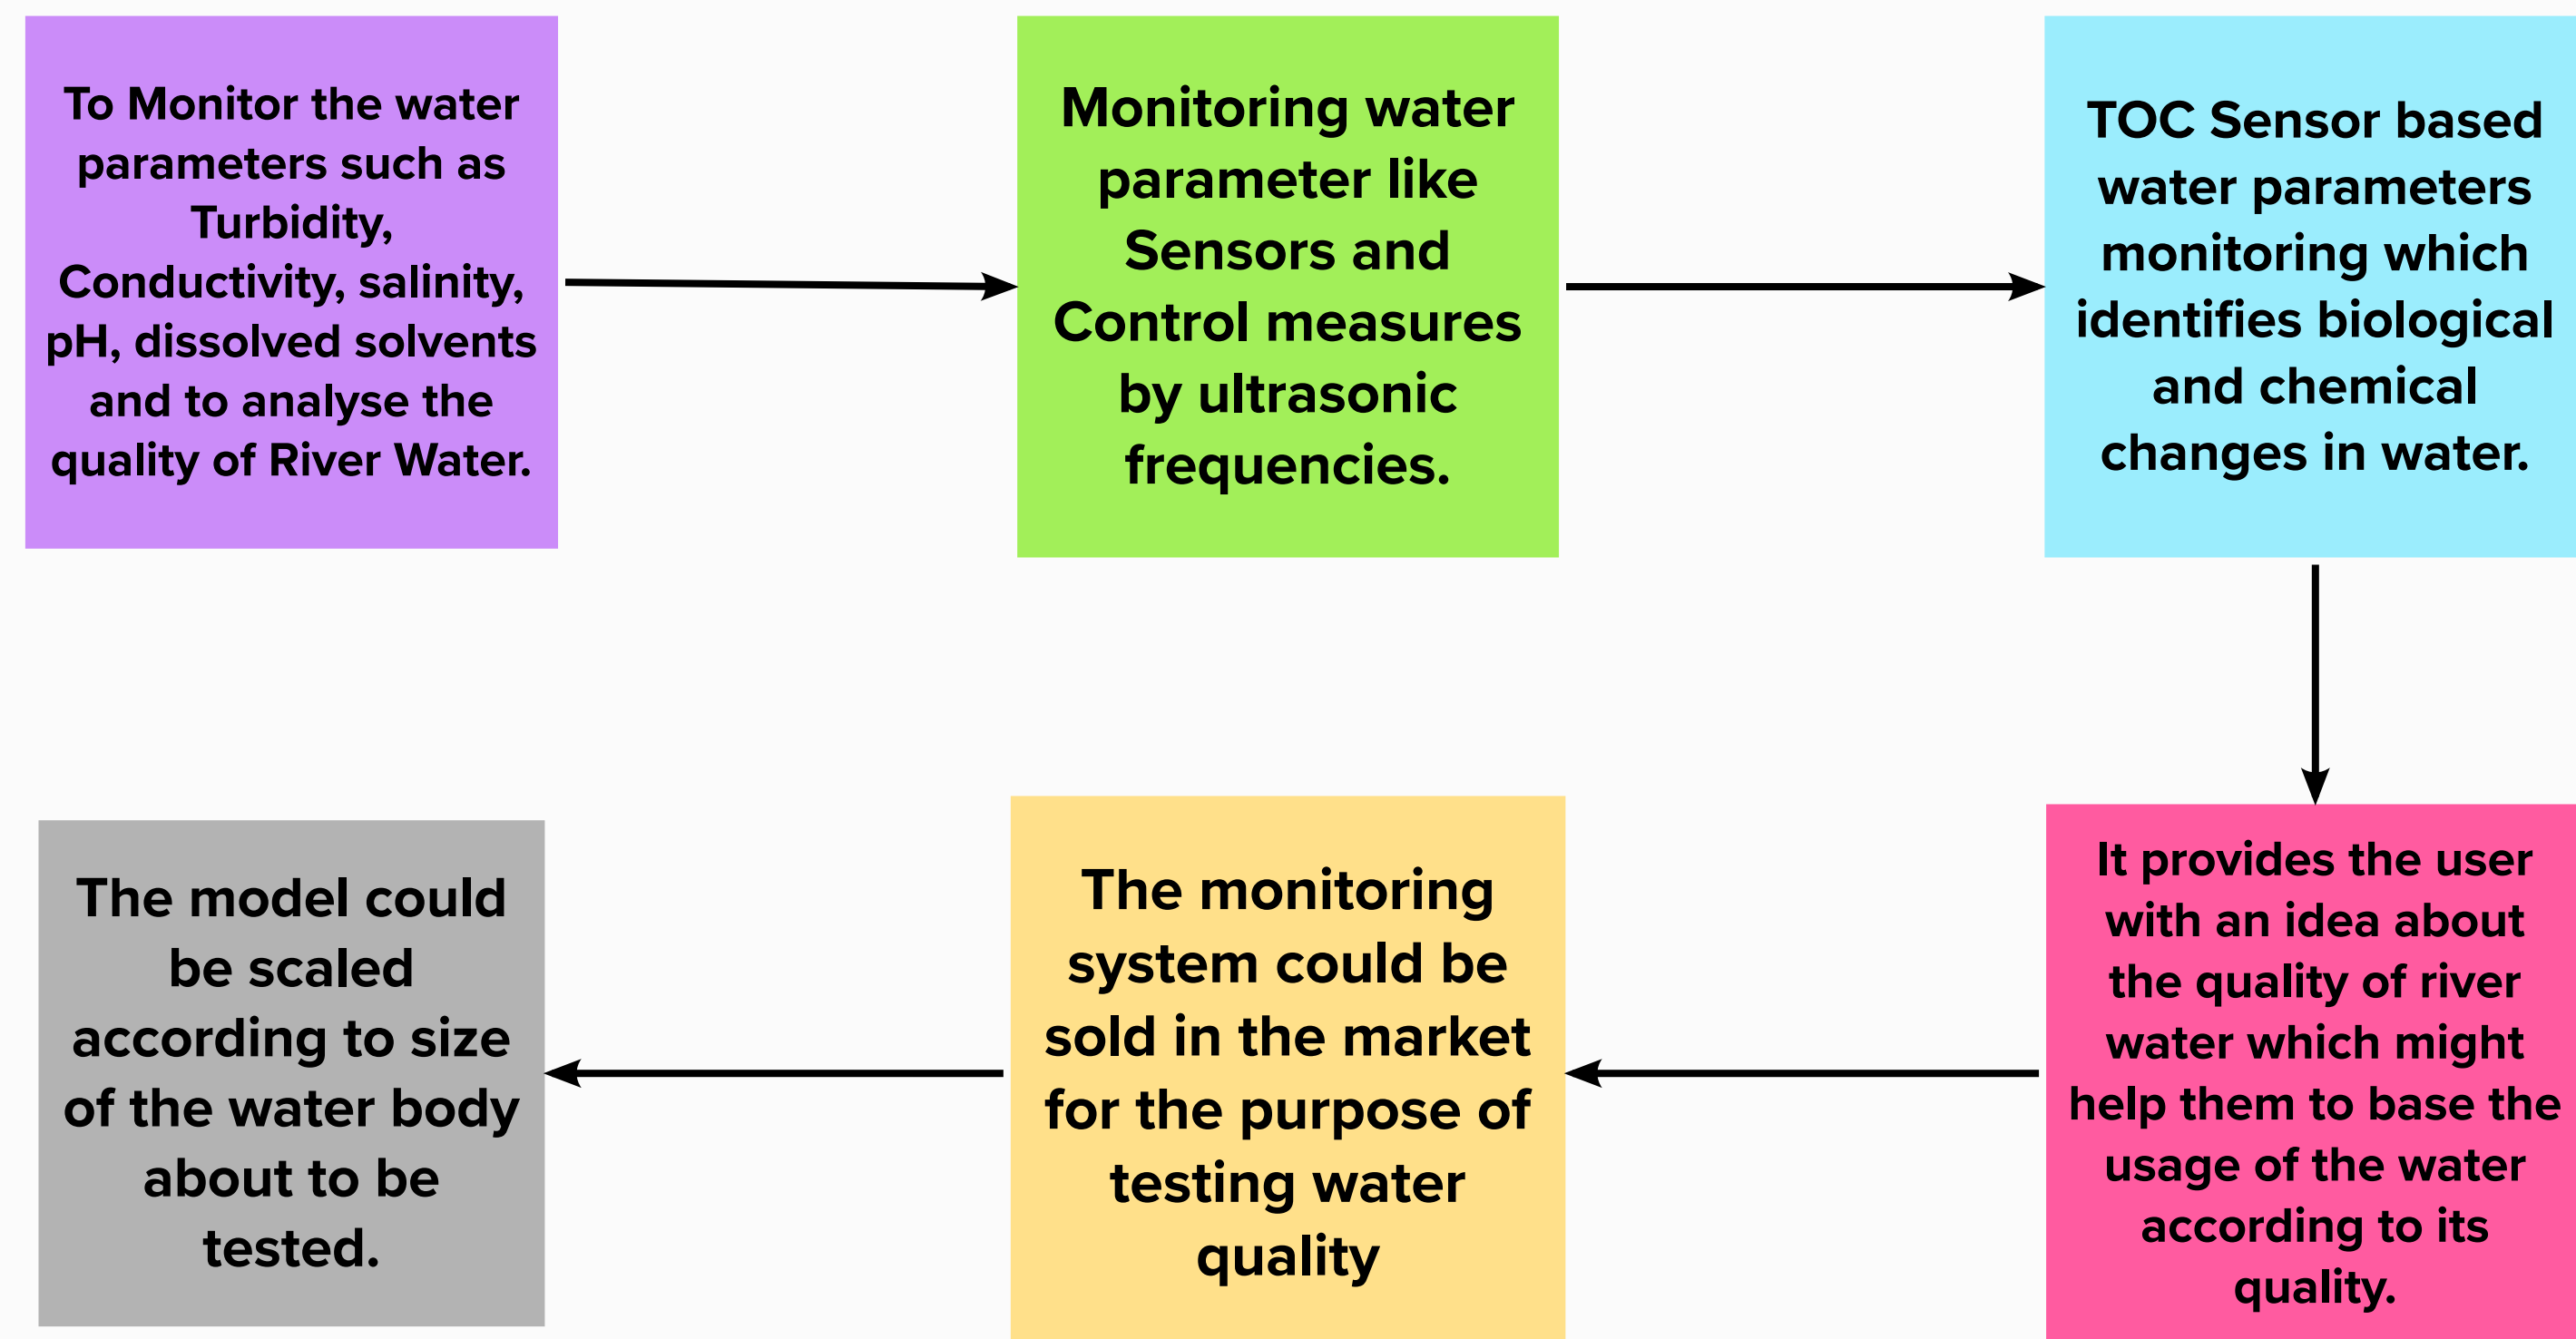 To Monitor the water
parameters such as
Turbidity,
Conductivity, salinity,
pH, dissolved solvents
and to analyse the
quality of River Water.
Monitoring water
parameter like
Sensors and
Control measures
by ultrasonic
frequencies.
TOC Sensor based
water parameters
monitoring which
identifies biological
and chemical
changes in water.
It provides the user
with an idea about
the quality of river
water which might
help them to base the
usage of the water
according to its
quality.
The monitoring
system could be
sold in the market
for the purpose of
testing water
quality
The model could
be scaled
according to size
of the water body
about to be
tested.